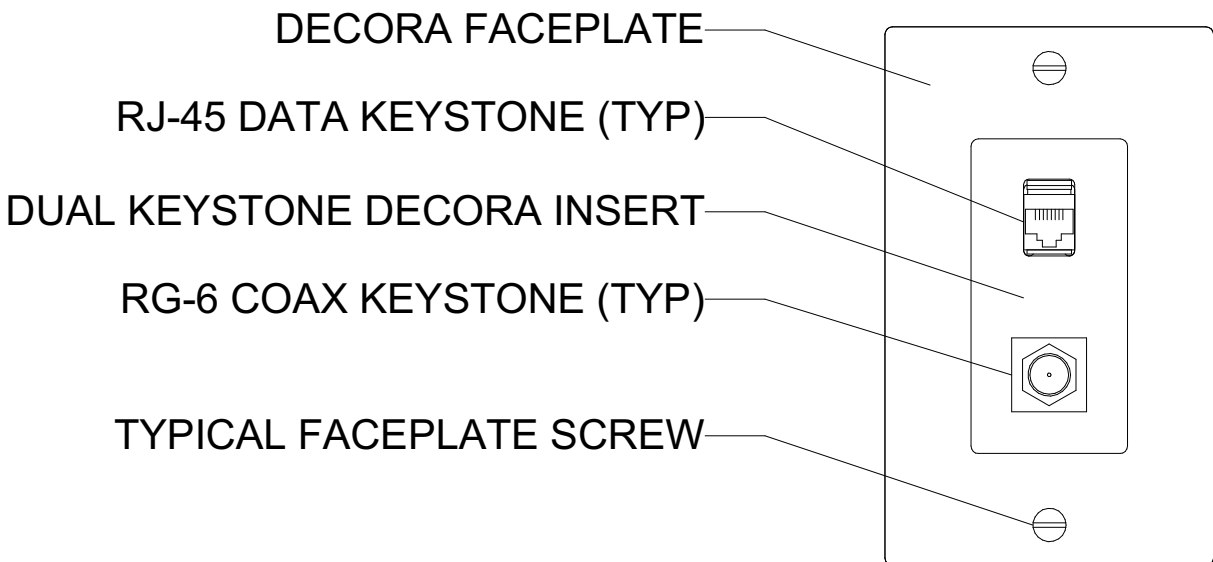 DECORA FACEPLATE
RJ-45 DATA KEYSTONE (TYP)
DUAL KEYSTONE DECORA INSERT
RG-6 COAX KEYSTONE (TYP)
TYPICAL FACEPLATE SCREW